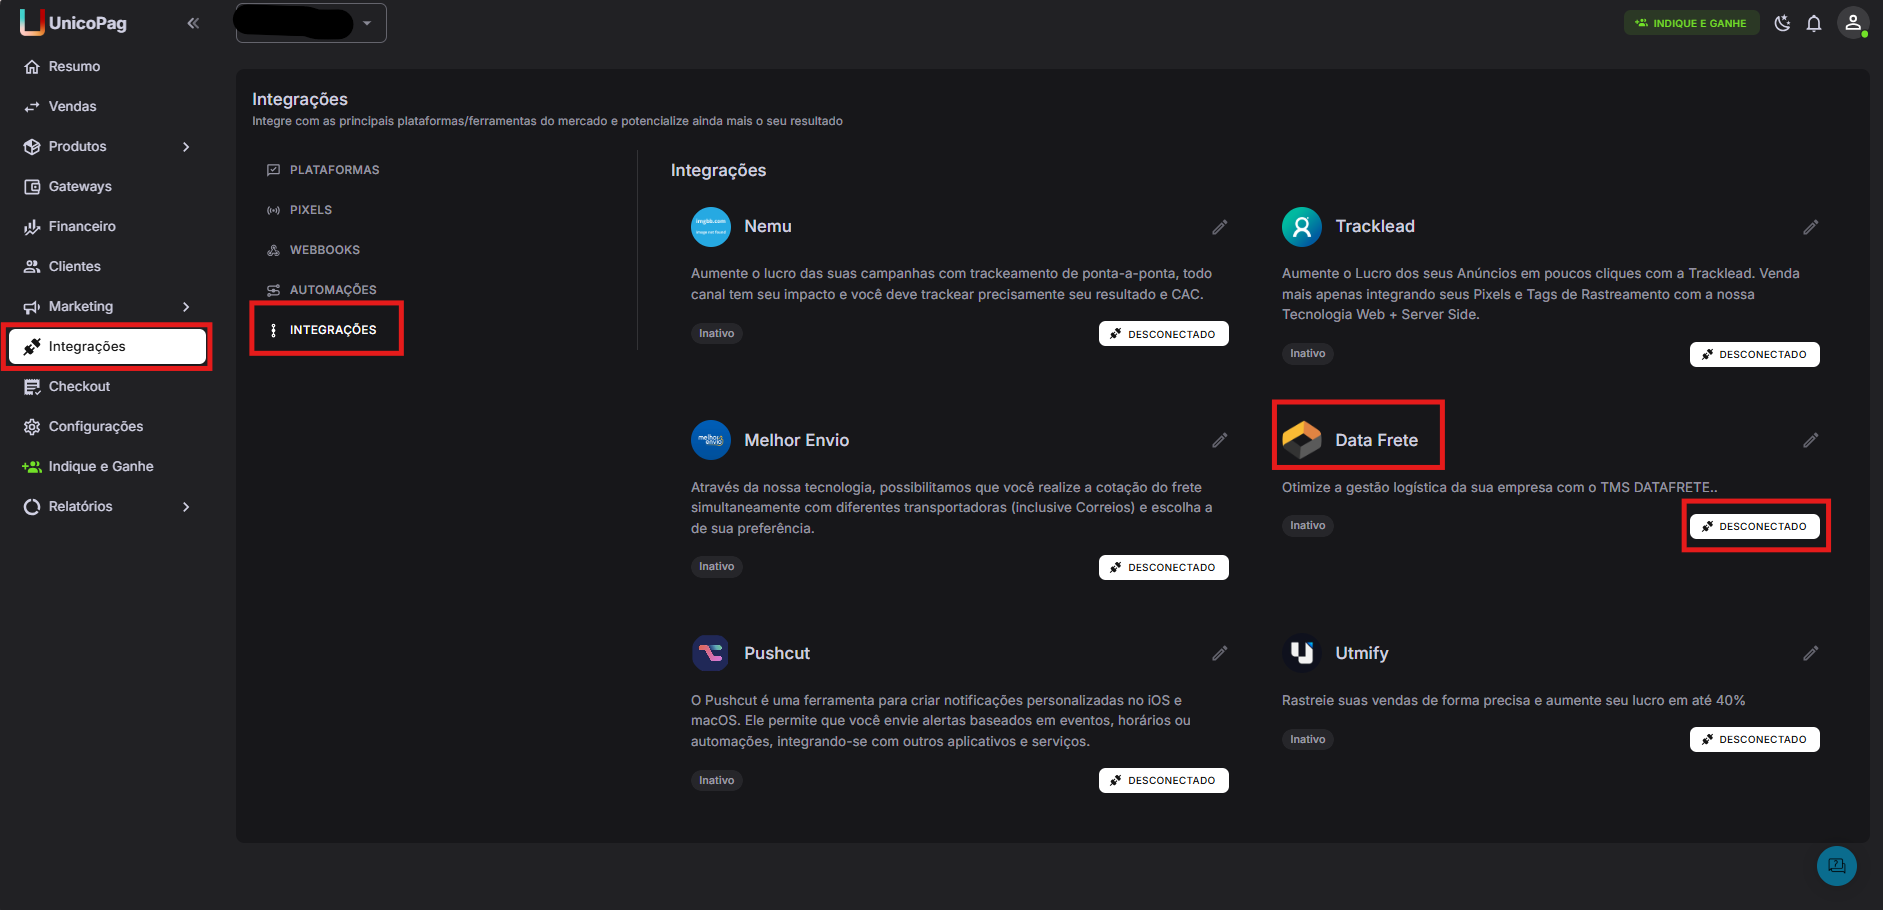 UnicoPag
INDIQUE E GANHE
Resumo
Vendas
Produtos
Gateways
Financeiro
Clientes
Marketing
Integrações
Checkout
Configurações
Indique e Ganhe
Relatórios
Integrações
Integre com as principais plataformas/ferramentas do mercado e potencialize ainda mais o seu resultado
PLATAFORMAS
PIXELS
WEBBOOKS
AUTOMAÇÕES
INTEGRAÇÕES
Integrações
Nemu
Aumente o lucro das suas campanhas com trackeamento de ponta-a-ponta, todo
canal tem seu impacto e você deve trackear precisamente seu resultado e CAC.
Inativo
DESCONECTADO
Tracklead
Aumente o Lucro dos seus Anúncios em poucos cliques com a Tracklead. Venda
mais apenas integrando seus Pixels e Tags de Rastreamento com a nossa
Tecnologia Web + Server Side.
Inativo
DESCONECTADO
melhor envio
Melhor Envio
Através da nossa tecnologia, possibilitamos que você realize a cotação do frete
simultaneamente com diferentes transportadoras (inclusive Correios) e escolha a
de sua preferência.
Inativo
DESCONECTADO
Data Frete
Otimize a gestão logística da sua empresa com o TMS DATAFRETE..
Inativo
DESCONECTADO
Pushcut
O Pushcut é uma ferramenta para criar notificações personalizadas no iOS e
macOS. Ele permite que você envie alertas baseados em eventos, horários ou
automações, integrando-se com outros aplicativos e serviços.
Inativo
DESCONECTADO
Utmify
Rastreie suas vendas de forma precisa e aumente seu lucro em até 40%
Inativo
DESCONECTADO